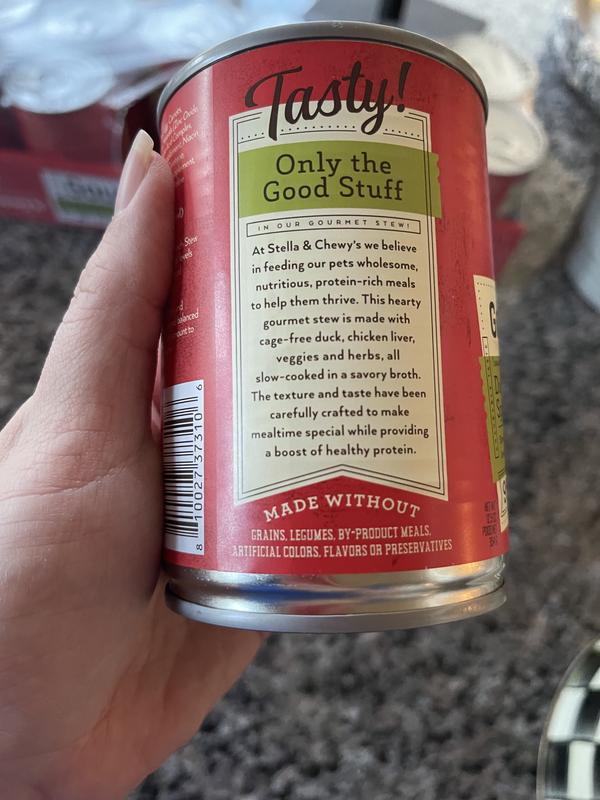 Tasty!
Only the
Good Stuff
IN OUR GOURMET STEW!
At Stella & Chewy's we believe
in feeding our pets wholesome,
nutritious, protein-rich meals
to help them thrive. This hearty
gourmet stew is made with
cage-free duck, chicken liver,
veggies and herbs, all
slow-cooked in a savory broth.
The texture and taste have been
carefully crafted to make
mealtime special while providing
a boost of healthy protein.
MADE WITHOUT
GRAINS, LEGUMES, BY-PRODUCT MEALS,
ARTIFICIAL COLORS, FLAVORS OR PRESERVATIVES
8 10027 37310 6